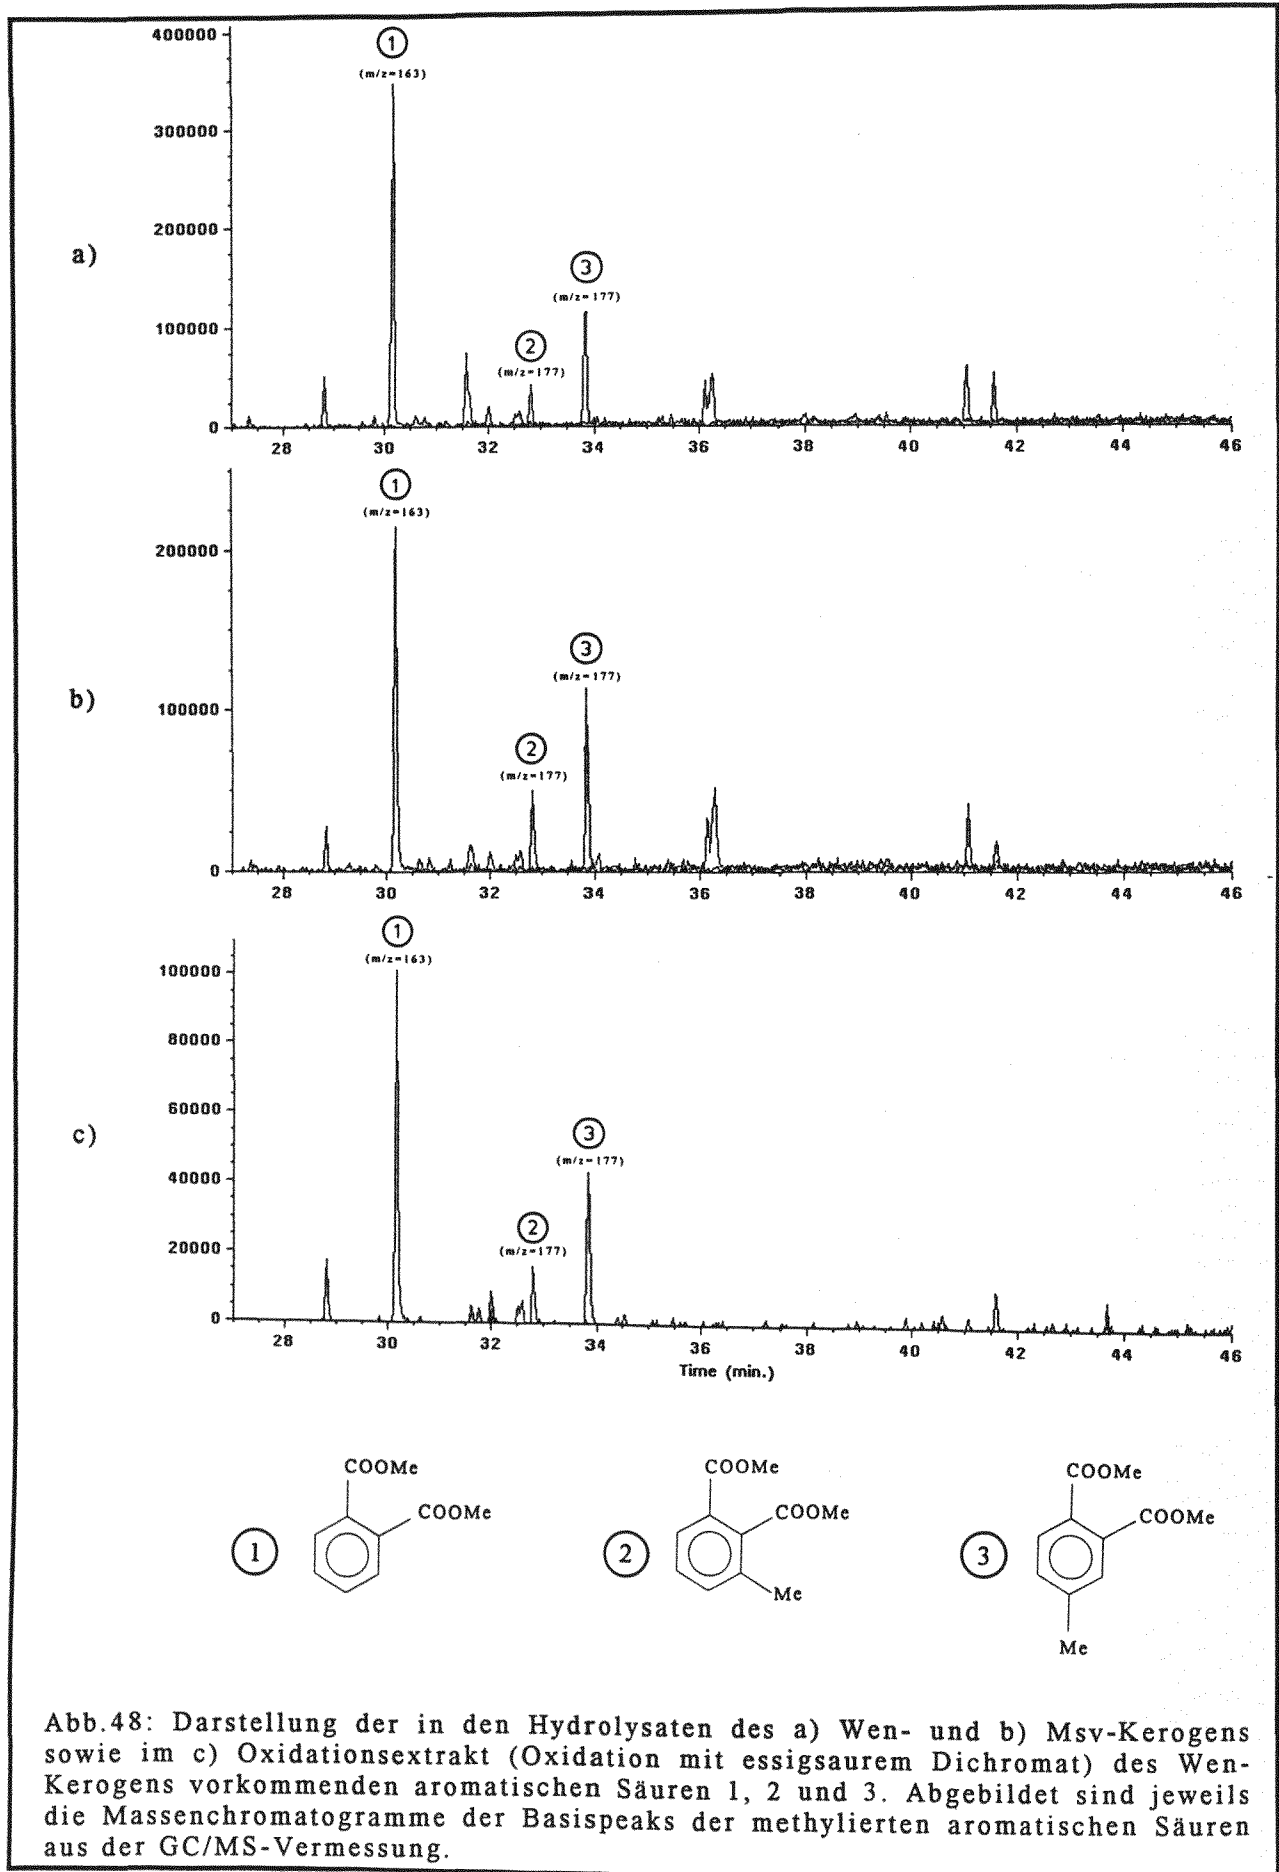 400000
①
(m/z=163)
300000
200000
a)
③
(m/z=177)
100000
②
(m/z=177)
0
28 30 32 34 36 38 40 42 44 46
①
(m/z=163)
200000
③
(m/z=177)
b)
100000
②
(m/z=177)
0
28 30 32 34 36 38 40 42 44 46
①
(m/z=163)
100000
80000
60000
c)
③
(m/z=177)
40000
②
(m/z=177)
20000
0
28 30 32 34 36 38 40 42 44 46
Time (min.)
COOMe COOMe COOMe
COOMe COOMe COOMe
① ② ③
Me
Me
Abb.48: Darstellung der in den Hydrolysaten des a) Wen- und b) Msv-Kerogens
sowie im c) Oxidationsextrakt (Oxidation mit essigsaurem Dichromat) des Wen-
Kerogens vorkommenden aromatischen Säuren 1, 2 und 3. Abgebildet sind jeweils
die Massenchromatogramme der Basispeaks der methylierten aromatischen Säuren
aus der GC/MS-Vermessung.